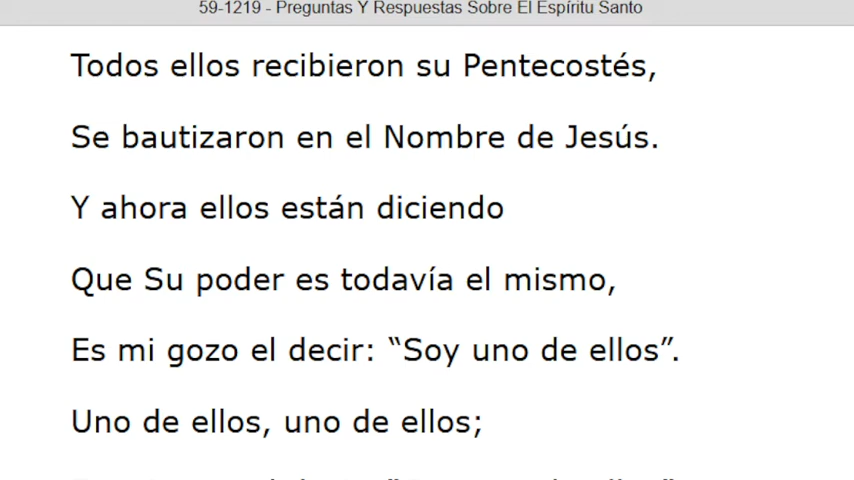 59-1219 - Preguntas Y Respuestas Sobre El Espíritu Santo
Todos ellos recibieron su Pentecostés,
Se bautizaron en el Nombre de Jesús.
Y ahora ellos están diciendo
Que Su poder es todavía el mismo,
Es mi gozo el decir: “Soy uno de ellos”.
Uno de ellos, uno de ellos;